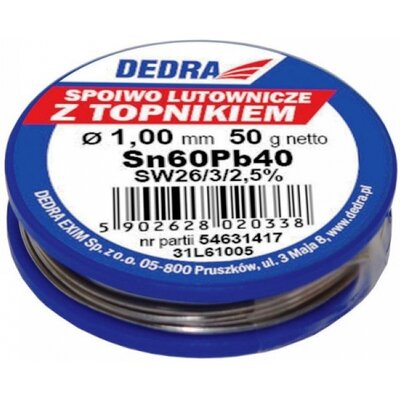 DEDRA
SPOIWO LUTOWNICZE
Z TOPNIKIEM
Ø 1,00 mm 50 g netto
Sn60Pb40
SW26/3/2,5%
5 902628 020338
nr partii 54631417
31L61005
DEDRA EXIM Sp. z o.o. 05-800 Pruszków, ul. 3 Maja 8, www.dedra.pl